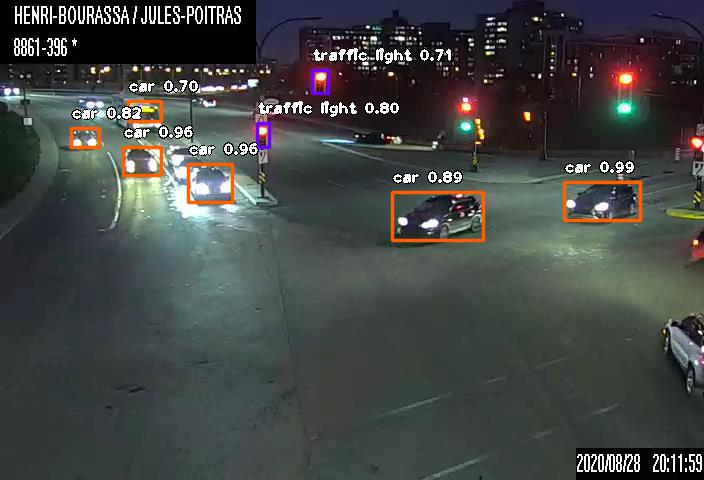 HENRI-BOURASSA / JULES-POITRAS
8861-396 *
traffic light 0.71
car 0.70
traffic light 0.80
car 0.82
car 0.96
car 0.96
car 0.89
car 0.99
2020/08/28 20:11:59